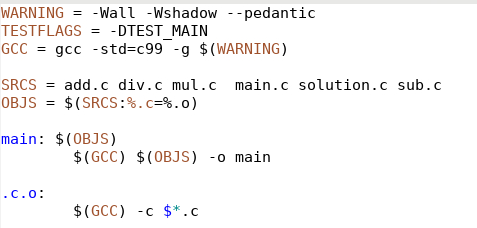 WARNING = -Wall -Wshadow --pedantic
TESTFLAGS = -DTEST_MAIN
GCC = gcc -std=c99 -g $(WARNING)
SRCS = add.c div.c mul.c  main.c solution.c sub.c
OBJS = $(SRCS:%.c=%.o)
main: $(OBJS)
        $(GCC) $(OBJS) -o main
.c.o:
        $(GCC) -c $*.c